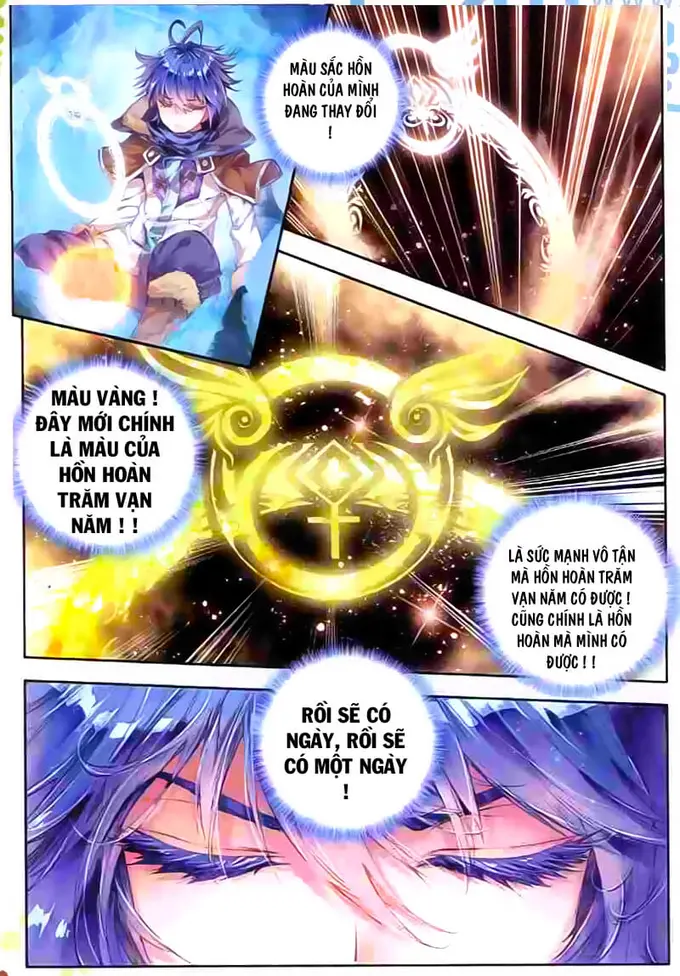 MÀU SẮC HỒN
HOÀN CỦA MÌNH
ĐANG THAY ĐỔI
!
MÀU VÀNG !
ĐÂY MỚI CHÍNH
LÀ MÀU CỦA
HỒN HOÀN
TRĂM VẠN
NĂM ! !
LÀ SỨC MẠNH VÔ TẬN
MÀ HỒN HOÀN TRĂM
VẠN NĂM CÓ ĐƯỢC !
CŨNG CHÍNH LÀ HỒN
HOÀN MÀ MÌNH CÓ
ĐƯỢC ! !
RỒI SẼ CÓ
NGÀY, RỒI SẼ
CÓ MỘT NGÀY
!